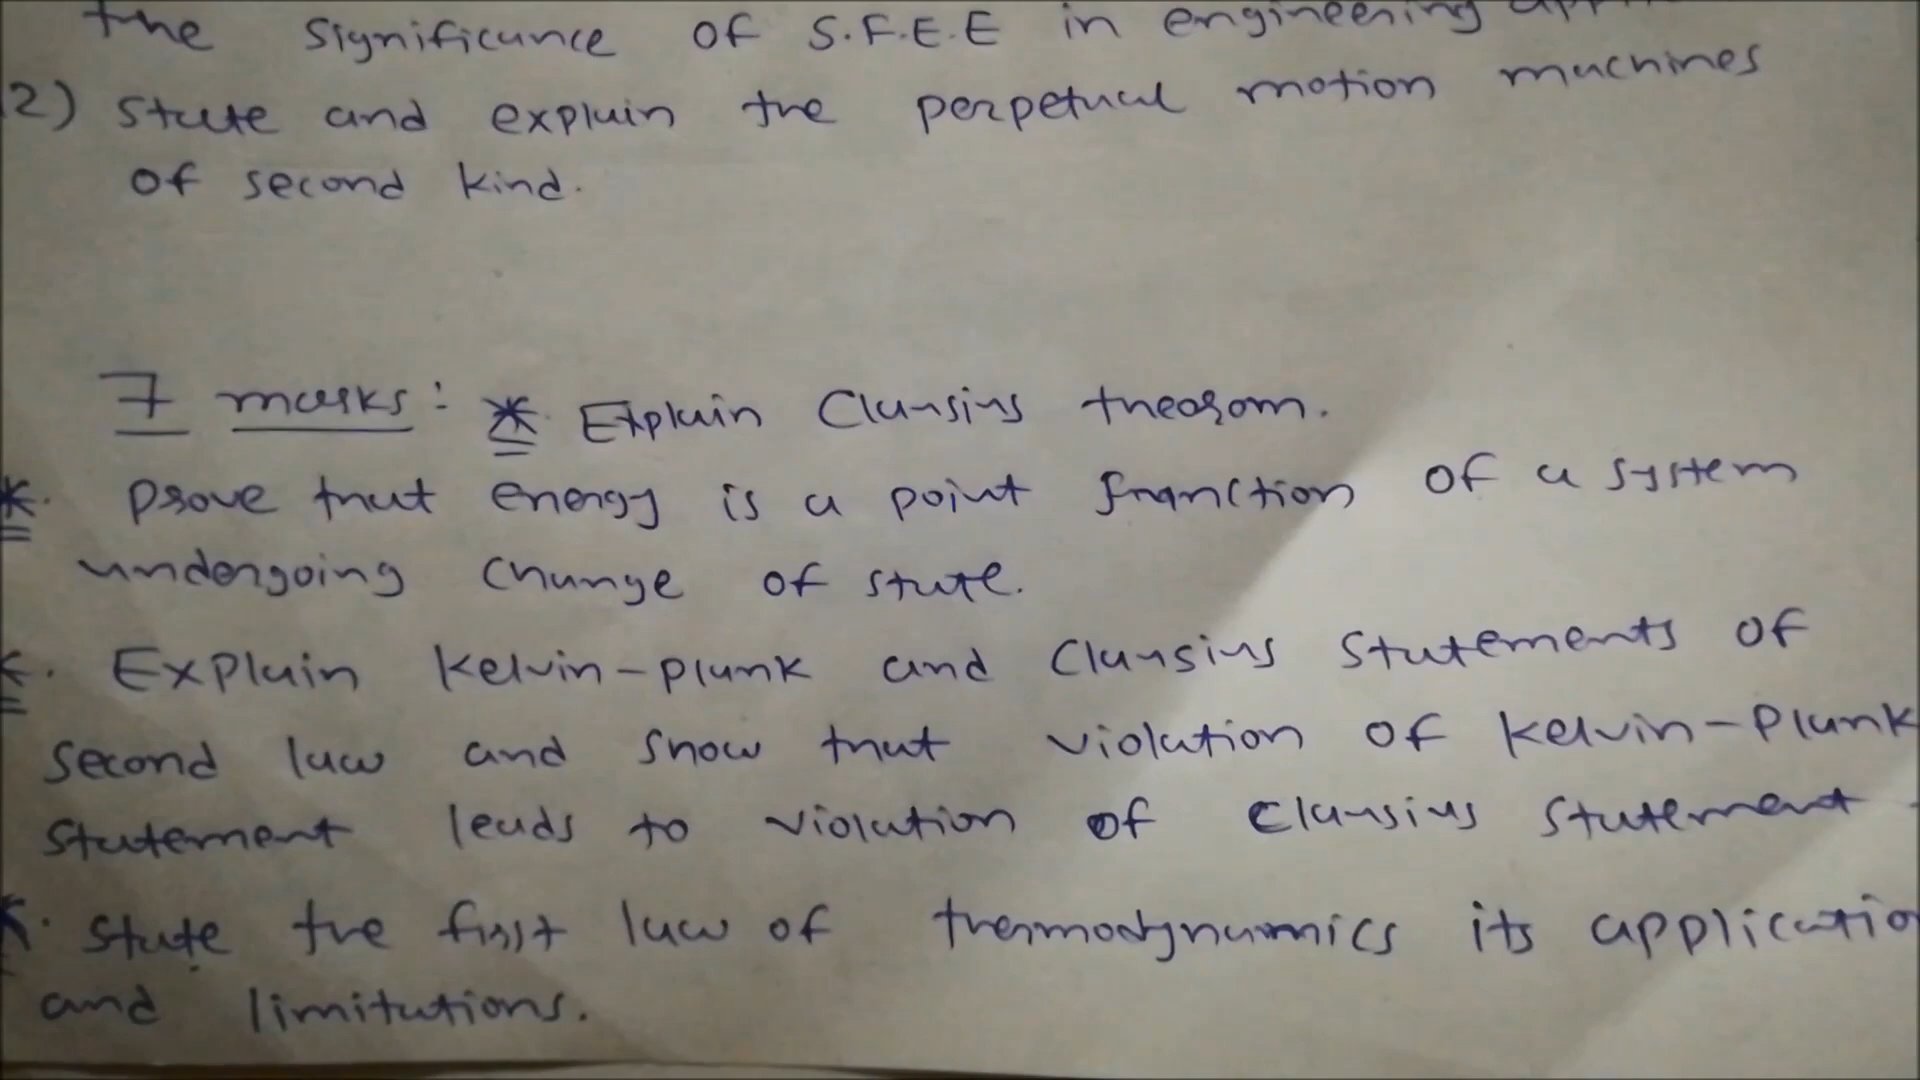 the significance of S.F.E.E in engineering
2) state and explain the perpetual motion machines
of second kind.
7 marks: * Explain Clausius theorom.
*. prove that energy is a point franction of a system
undergoing change of state.
*. Explain kelvin-plank and Clausius statements of
second law and show that violation of kelvin-plank
statement leads to violation of Clausius statement.
*. state the first law of thermodynamics its applicatio
and limitations.